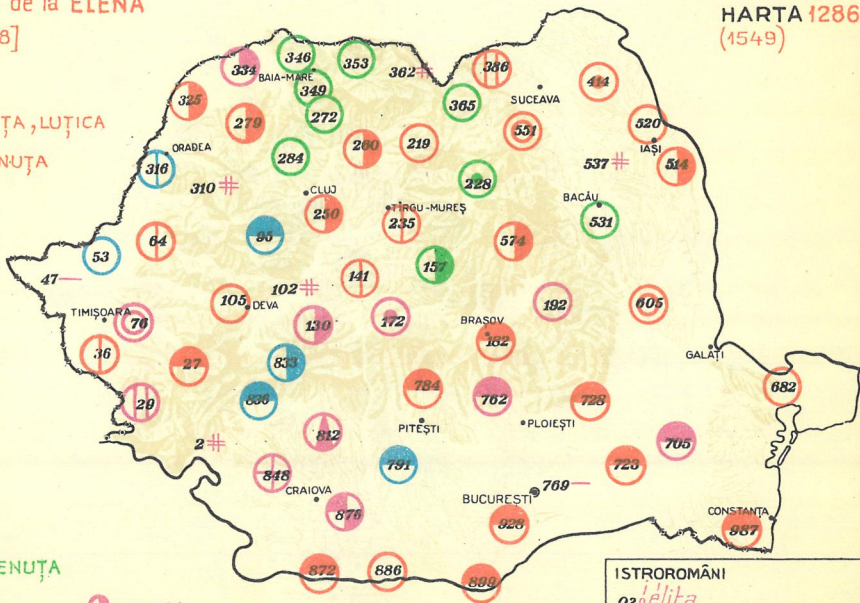 de la ELENA
HARTA 1286
8]
(1549)
346
353
334
386
362 #
BAIA-MARE
414
349
365
SUCEAVA
325
272
279
520
ȚA, LUȚICA
551
219
260
IAȘI
ORADEA
284
537 #
514
NUȚA
316
228
310 #
CLUJ
BACĂU
TÎRGU-MUREȘ
250
531
235
95
64
574
53
157
47 —
141
102 #
105
DEVA
192
605
TIMIȘOARA
76
130
172
BRAȘOV
182
36
GALAȚI
27
833
784
682
29
836
762
728
812
PITEȘTI
PLOIEȘTI
2 #
705
791
723
848
769 —
CRAIOVA
BUCUREȘTI
876
CONSTANȚA
928
987
ENUȚA
872
886
899
ISTROROMÂNI
02
elita